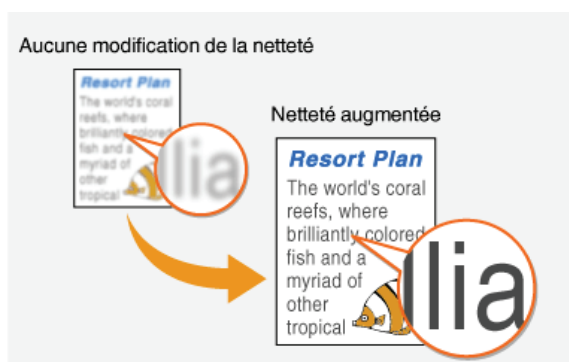 Aucune modification de la netteté
Resort Plan
The world's coral
reefs, where
brilliantly colored
fish and a
myriad of
other
tropical
lia
Netteté augmentée
Resort Plan
The world's coral
reefs, where
brilliantly colored
fish and a
myriad of
other
tropical
llia